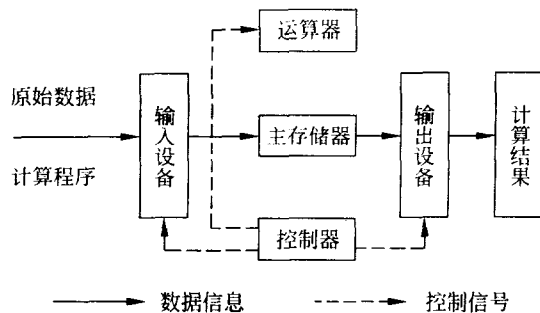 运算器
原始数据
计算程序
输入设备
主存储器
输出设备
计算结果
控制器
数据信息
控制信号